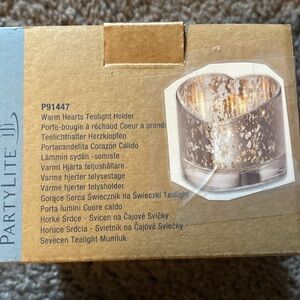 PARTYLITE
P91447
Warm Hearts Tealight Holder
Porte-bougie à réchaud Coeur à prend
Teelichthalter Herzklopfen
Portacandelita Corazón Cálido
Lämmin sydän -somiste
Varmt Hjärta teljushållare
Varme hjerter telysestage
Varme hjerter telysholder
Gorące Serca Świecznik na Świeczki Tealight
Porta lumini Cuore caldo
Horké Srdce - Svícen na Čajové Svíčky
Horúce Srdcia - Svietnik na Čajové Sviečky
Sevecen Tealight Mumluk